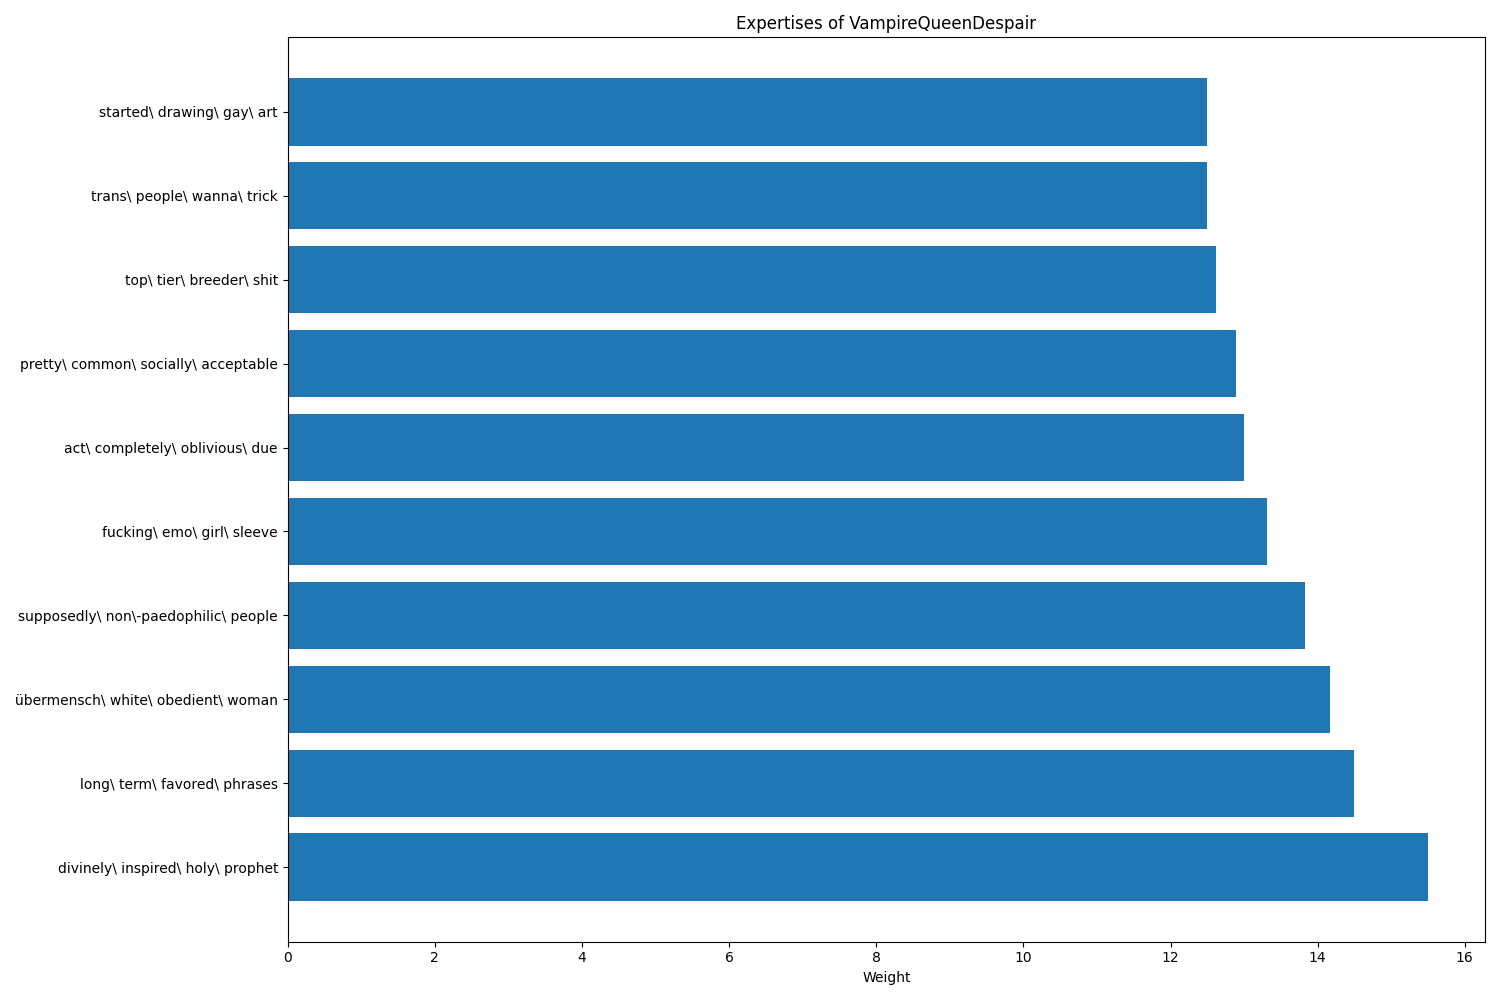 Expertises of VampireQueenDespair
started\ drawing\ gay\ art
trans\ people\ wanna\ trick
top\ tier\ breeder\ shit
pretty\ common\ socially\ acceptable
act\ completely\ oblivious\ due
fucking\ emo\ girl\ sleeve
supposedly\ non\-paedophilic\ people
übermensch\ white\ obedient\ woman
long\ term\ favored\ phrases
divinely\ inspired\ holy\ prophet
0 2 4 6 8 10 12 14 16
Weight